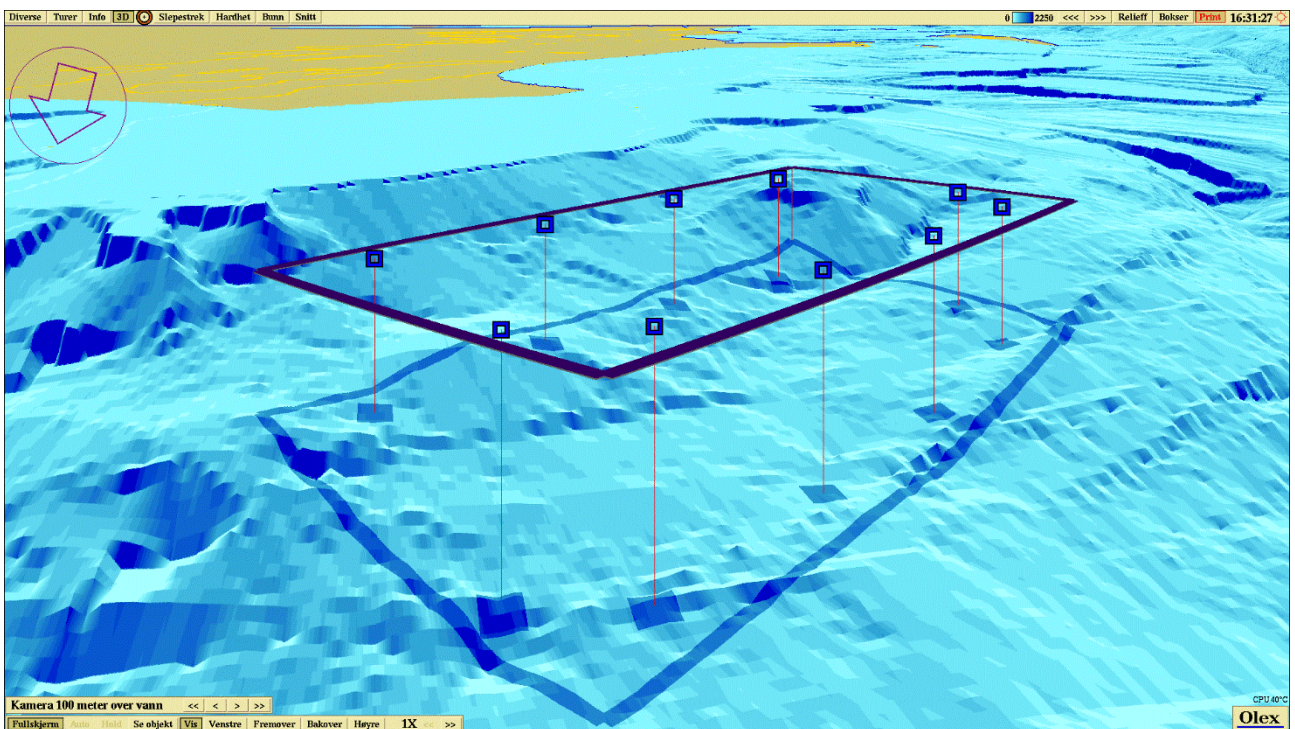 Diverse Turer Info 3D Slepestrek Hardhet Bunn Snitt 0 2250 <<< >>> Relieff Bokser Print 16:31:27
CPU 40°C
Kamera 100 meter over vann << < > >>
Fullskjerm Auto Hold Se objekt Vis Venstre Fremover Bakover Høyre 1X << >>
Olex